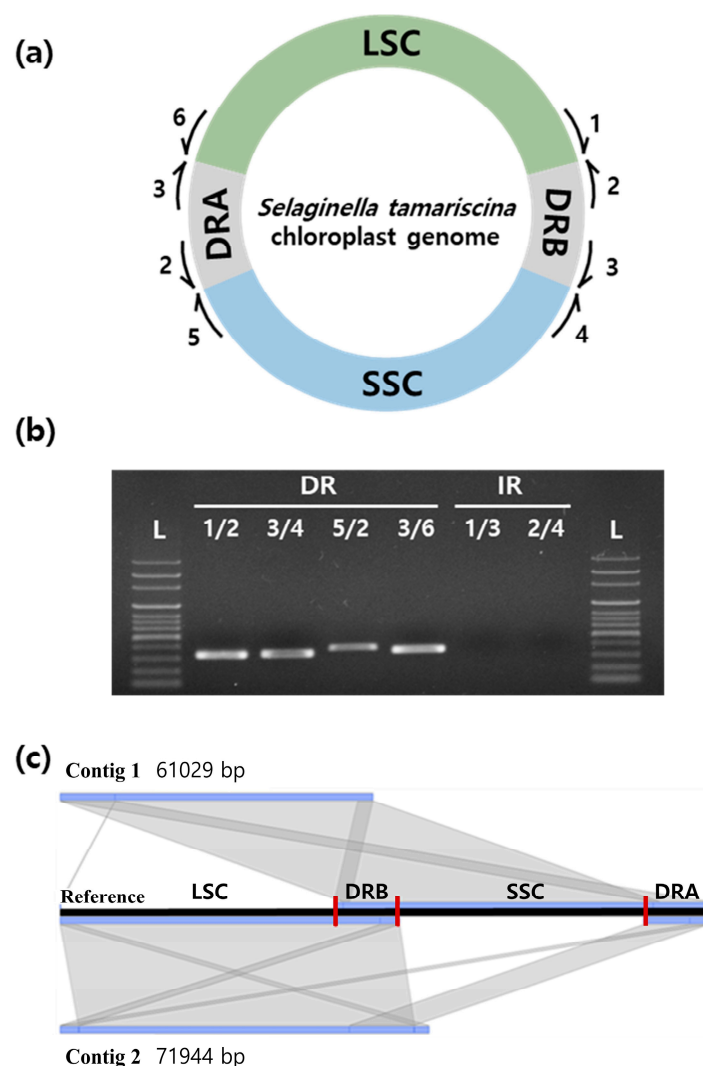 (a)
LSC
6
1
3
2
DRA
DRB
Selaginella tamariscina
chloroplast genome
2
3
5
4
SSC
(b)
DR
IR
L
1/2
3/4
5/2
3/6
1/3
2/4
L
(c)
Contig 1 61029 bp
Reference
LSC
DRB
SSC
DRA
Contig 2 71944 bp